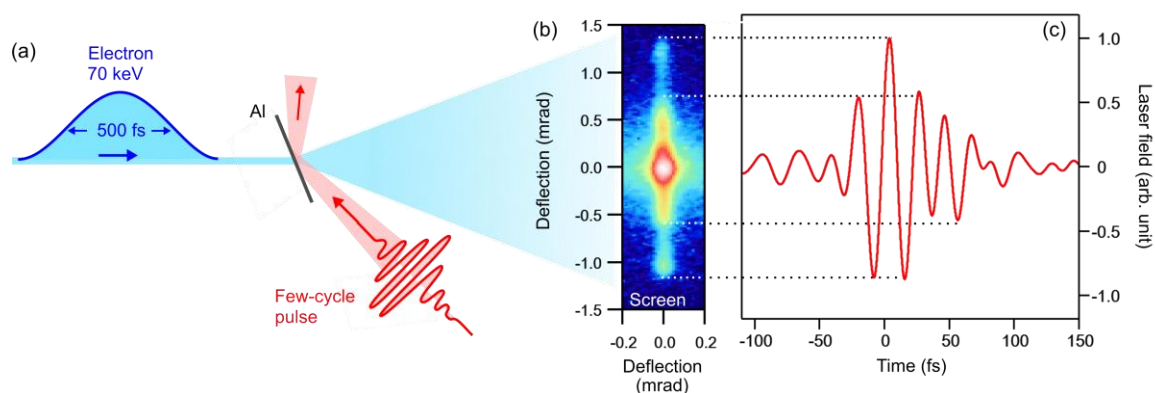 (a)
Electron
70 keV
500 fs
Al
Few-cycle
pulse
(b)
Deflection (mrad)
1.5
1.0
0.5
0.0
-0.5
-1.0
-1.5
Screen
-0.2 0.0 0.2
Deflection
(mrad)
(c)
1.0
0.5
0
-0.5
-1.0
Laser field (arb. unit)
-100 -50 0 50 100 150
Time (fs)